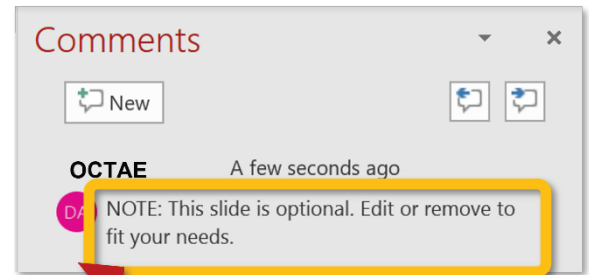 Comments
New
OCTAE A few seconds ago
DA NOTE: This slide is optional. Edit or remove to
fit your needs.